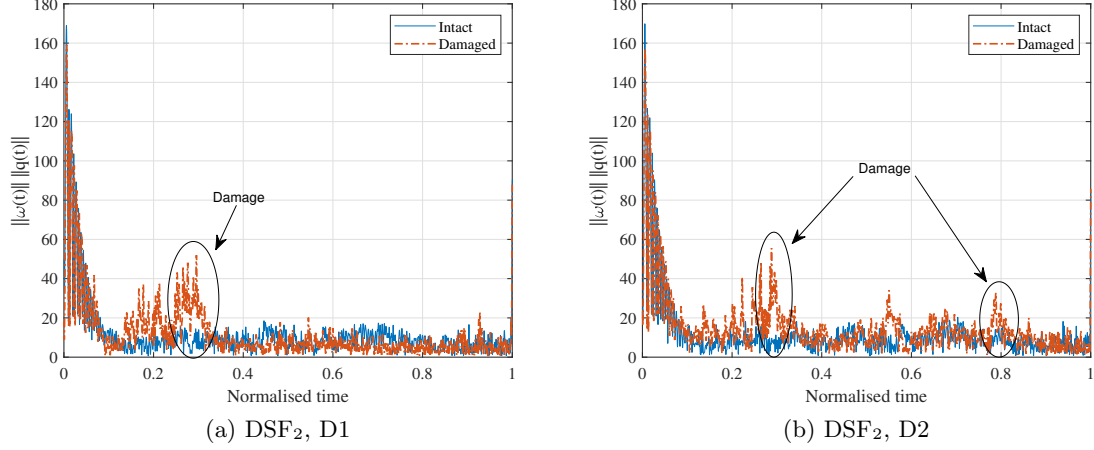 180
160
140
120
100
80
60
40
20
0
||ω(t)|| ||q(t)||
Intact
Damaged
Damage
0 0.2 0.4 0.6 0.8 1
Normalised time
(a) DSF₂, D1
180
160
140
120
100
80
60
40
20
0
||ω(t)|| ||q(t)||
Intact
Damaged
Damage
0 0.2 0.4 0.6 0.8 1
Normalised time
(b) DSF₂, D2